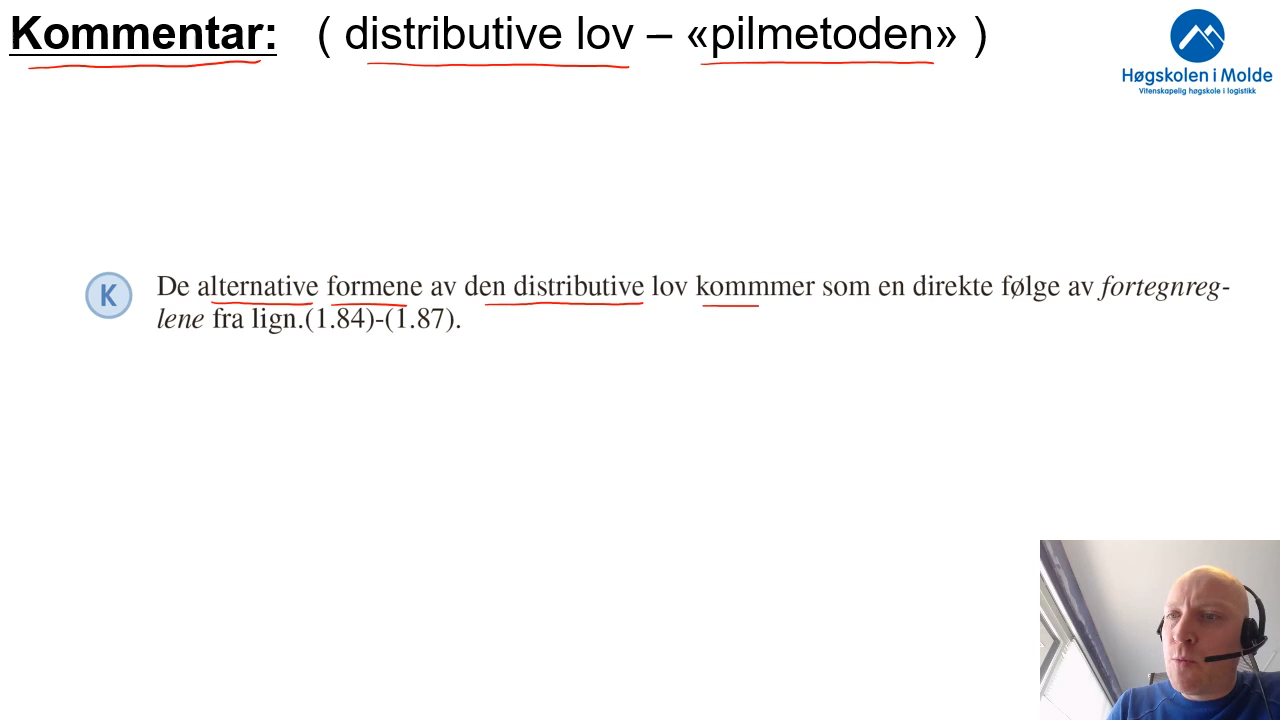 Kommentar: ( distributive lov – «pilmetoden» )
Høgskolen i Molde
Vitenskapelig høgskole i logistikk
K De alternative formene av den distributive lov kommmer som en direkte følge av fortegnreg-
lene fra lign.(1.84)-(1.87).